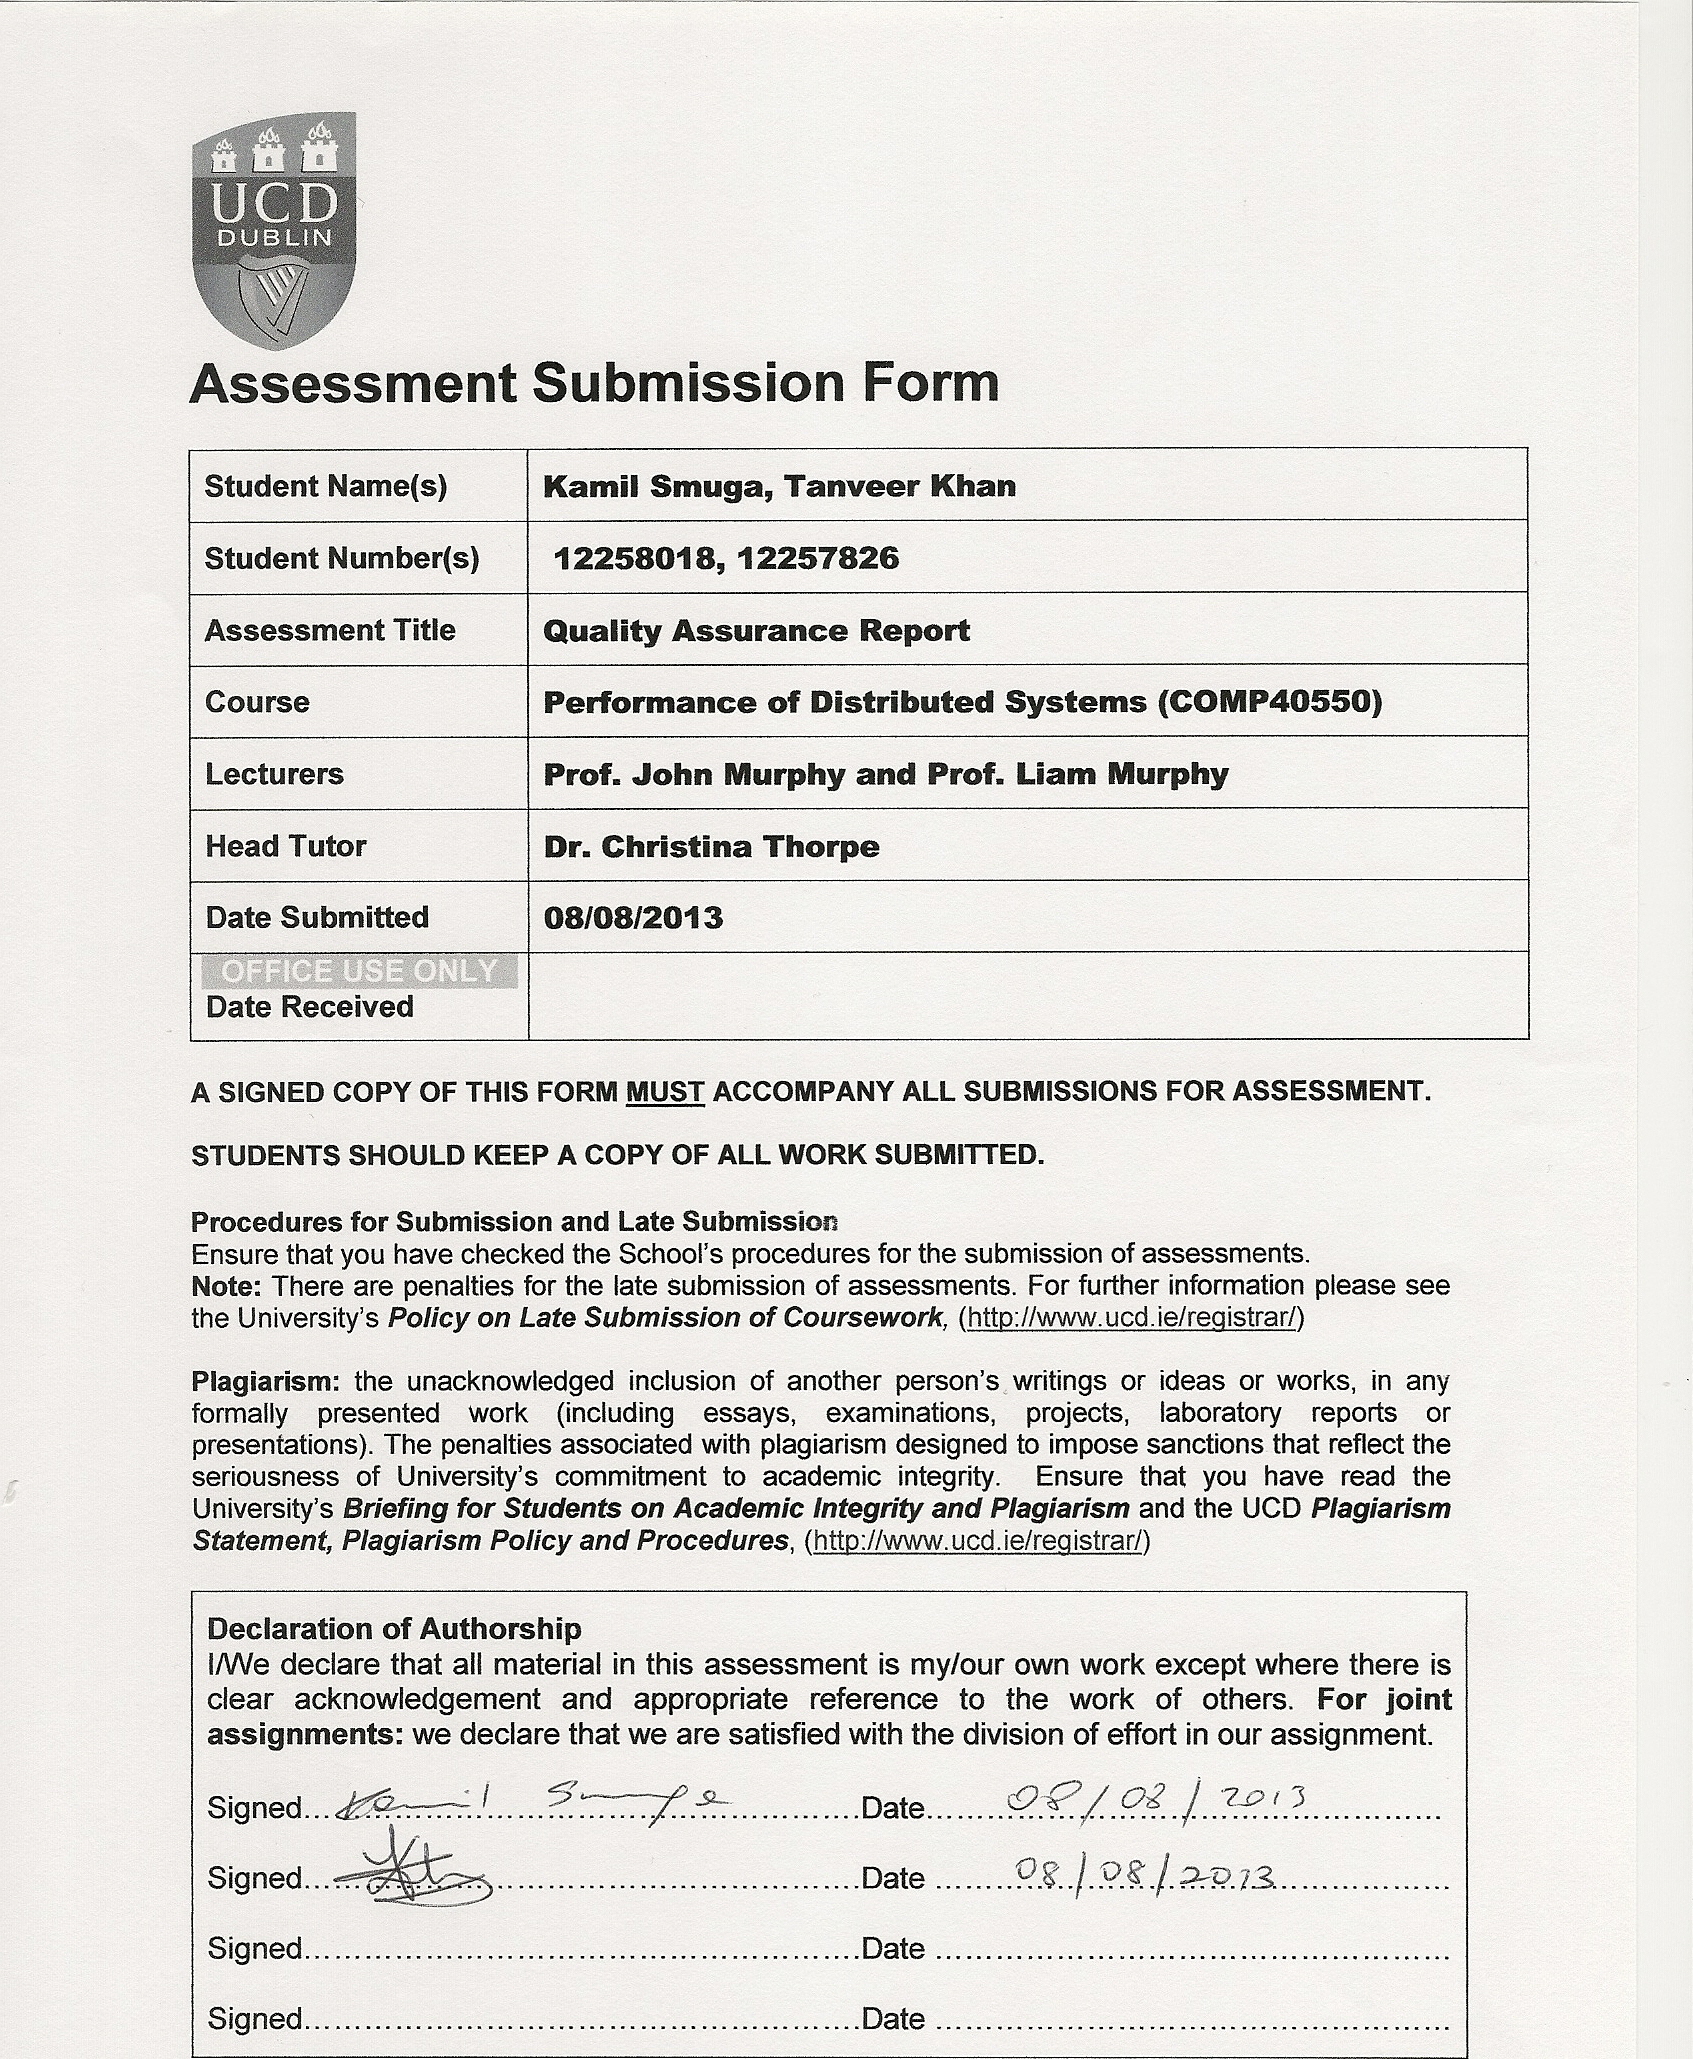 UCD
DUBLIN
Assessment Submission Form
Student Name(s) Kamil Smuga, Tanveer Khan
Student Number(s) 12258018, 12257826
Assessment Title Quality Assurance Report
Course Performance of Distributed Systems (COMP40550)
Lecturers Prof. John Murphy and Prof. Liam Murphy
Head Tutor Dr. Christina Thorpe
Date Submitted 08/08/2013
OFFICE USE ONLY
Date Received
A SIGNED COPY OF THIS FORM MUST ACCOMPANY ALL SUBMISSIONS FOR ASSESSMENT.
STUDENTS SHOULD KEEP A COPY OF ALL WORK SUBMITTED.
Procedures for Submission and Late Submission
Ensure that you have checked the School's procedures for the submission of assessments.
Note: There are penalties for the late submission of assessments. For further information please see
the University's Policy on Late Submission of Coursework, (http://www.ucd.ie/registrar/)
Plagiarism: the unacknowledged inclusion of another person's writings or ideas or works, in any
formally presented work (including essays, examinations, projects, laboratory reports or
presentations). The penalties associated with plagiarism designed to impose sanctions that reflect the
seriousness of University's commitment to academic integrity. Ensure that you have read the
University's Briefing for Students on Academic Integrity and Plagiarism and the UCD Plagiarism
Statement, Plagiarism Policy and Procedures, (http://www.ucd.ie/registrar/)
Declaration of Authorship
I/We declare that all material in this assessment is my/our own work except where there is
clear acknowledgement and appropriate reference to the work of others. For joint
assignments: we declare that we are satisfied with the division of effort in our assignment.
Signed... Kamil Smuga Date... 08/08/2013
Signed... Date... 08/08/2013
Signed... Date...
Signed... Date...